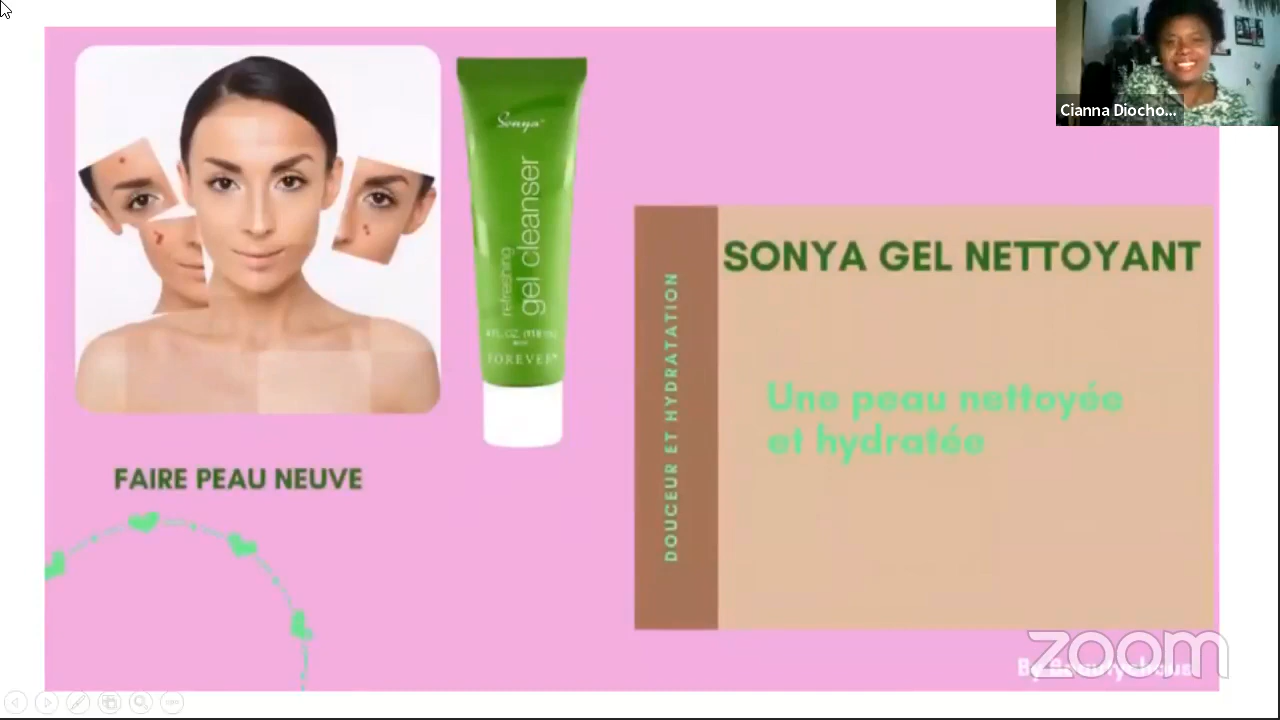 Cianna Diocho...
Sonya
refreshing
gel cleanser
FOREVER
SONYA GEL NETTOYANT
DOUCEUR ET HYDRATATION
Une peau nettoyée
et hydratée
FAIRE PEAU NEUVE
zoom
By